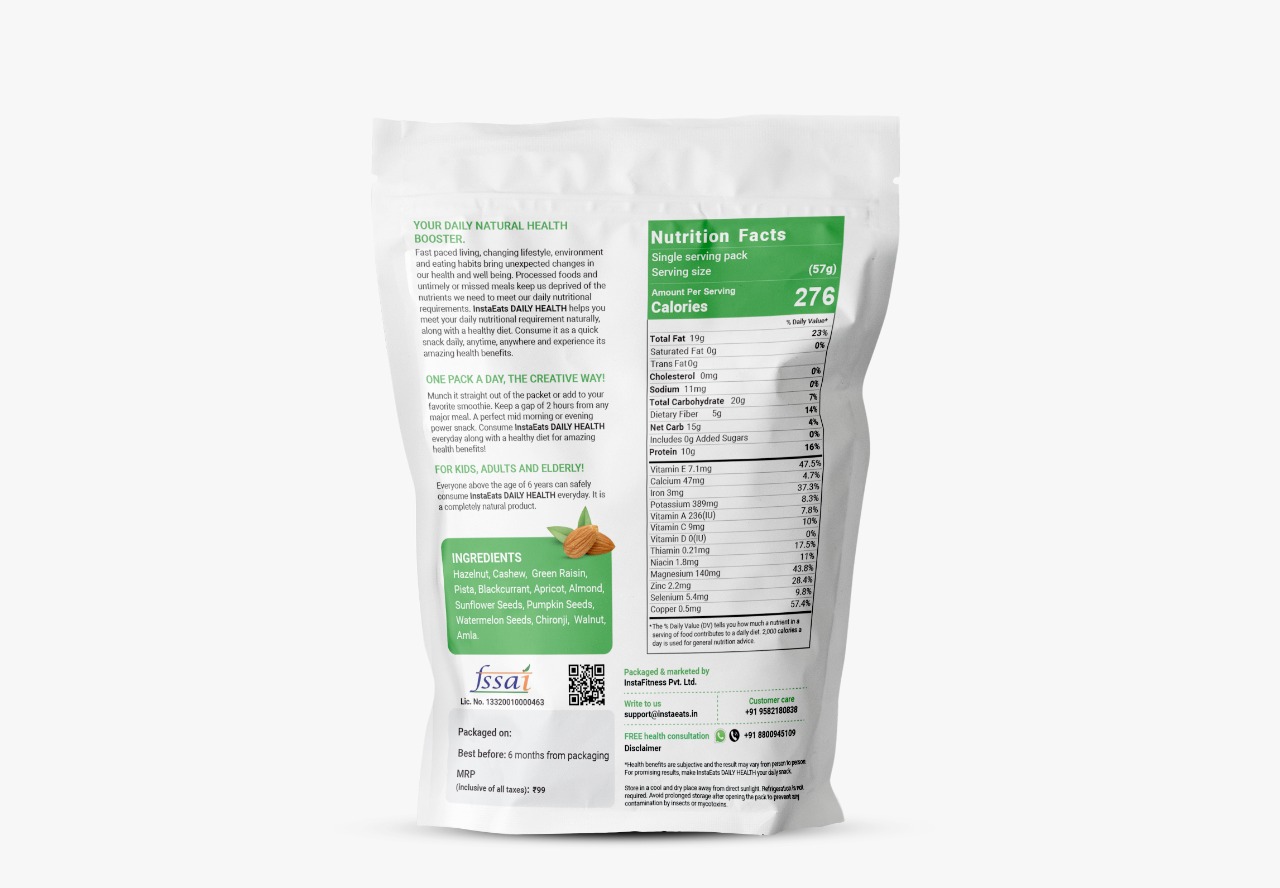 YOUR DAILY NATURAL HEALTH
BOOSTER.
Fast paced living, changing lifestyle, environment
and eating habits bring unexpected changes in
our health and well being. Processed foods and
untimely or missed meals keep us deprived of the
nutrients we need to meet our daily nutritional
requirements. InstaEats DAILY HEALTH helps you
meet your daily nutritional requirement naturally,
along with a healthy diet. Consume it as a quick
snack daily, anytime, anywhere and experience its
amazing health benefits.
ONE PACK A DAY, THE CREATIVE WAY!
Munch it straight out of the packet or add to your
favorite smoothie. Keep a gap of 2 hours from any
major meal. A perfect mid morning or evening
power snack. Consume InstaEats DAILY HEALTH
everyday along with a healthy diet for amazing
health benefits!
FOR KIDS, ADULTS AND ELDERLY!
Everyone above the age of 6 years can safely
consume InstaEats DAILY HEALTH everyday. It is
a completely natural product.
INGREDIENTS
Hazelnut, Cashew, Green Raisin,
Pista, Blackcurrant, Apricot, Almond,
Sunflower Seeds, Pumpkin Seeds,
Watermelon Seeds, Chironji, Walnut,
Amla.
fssai
Lic. No. 13320010000463
Packaged on:
Best before: 6 months from packaging
MRP
(inclusive of all taxes): ₹99
Nutrition Facts
Single serving pack
Serving size (57g)
Amount Per Serving
Calories 276
% Daily Value*
Total Fat 19g 23%
Saturated Fat 0g 0%
Trans Fat0g
Cholesterol 0mg 0%
Sodium 11mg 0%
Total Carbohydrate 20g 7%
Dietary Fiber 5g 14%
Net Carb 15g 4%
Includes 0g Added Sugars 0%
Protein 10g 16%
Vitamin E 7.1mg 47.5%
Calcium 47mg 4.7%
Iron 3mg 37.3%
Potassium 389mg 8.3%
Vitamin A 236(IU) 7.8%
Vitamin C 9mg 10%
Vitamin D 0(IU) 0%
Thiamin 0.21mg 17.5%
Niacin 1.8mg 11%
Magnesium 140mg 43.8%
Zinc 2.2mg 28.4%
Selenium 5.4mg 9.8%
Copper 0.5mg 57.4%
*The % Daily Value (DV) tells you how much a nutrient in a
serving of food contributes to a daily diet. 2,000 calories a
day is used for general nutrition advice.
Packaged & marketed by
InstaFitness Pvt. Ltd.
Write to us
support@instaeats.in
Customer care
+91 9582180838
FREE health consultation +91 8800945109
Disclaimer
*Health benefits are subjective and the result may vary from person to person.
For promising results, make InstaEats DAILY HEALTH your daily snack.
Store in a cool and dry place away from direct sunlight. Refrigeration is not
required. Avoid prolonged storage after opening the pack to prevent any
contamination by insects or mycotoxins.